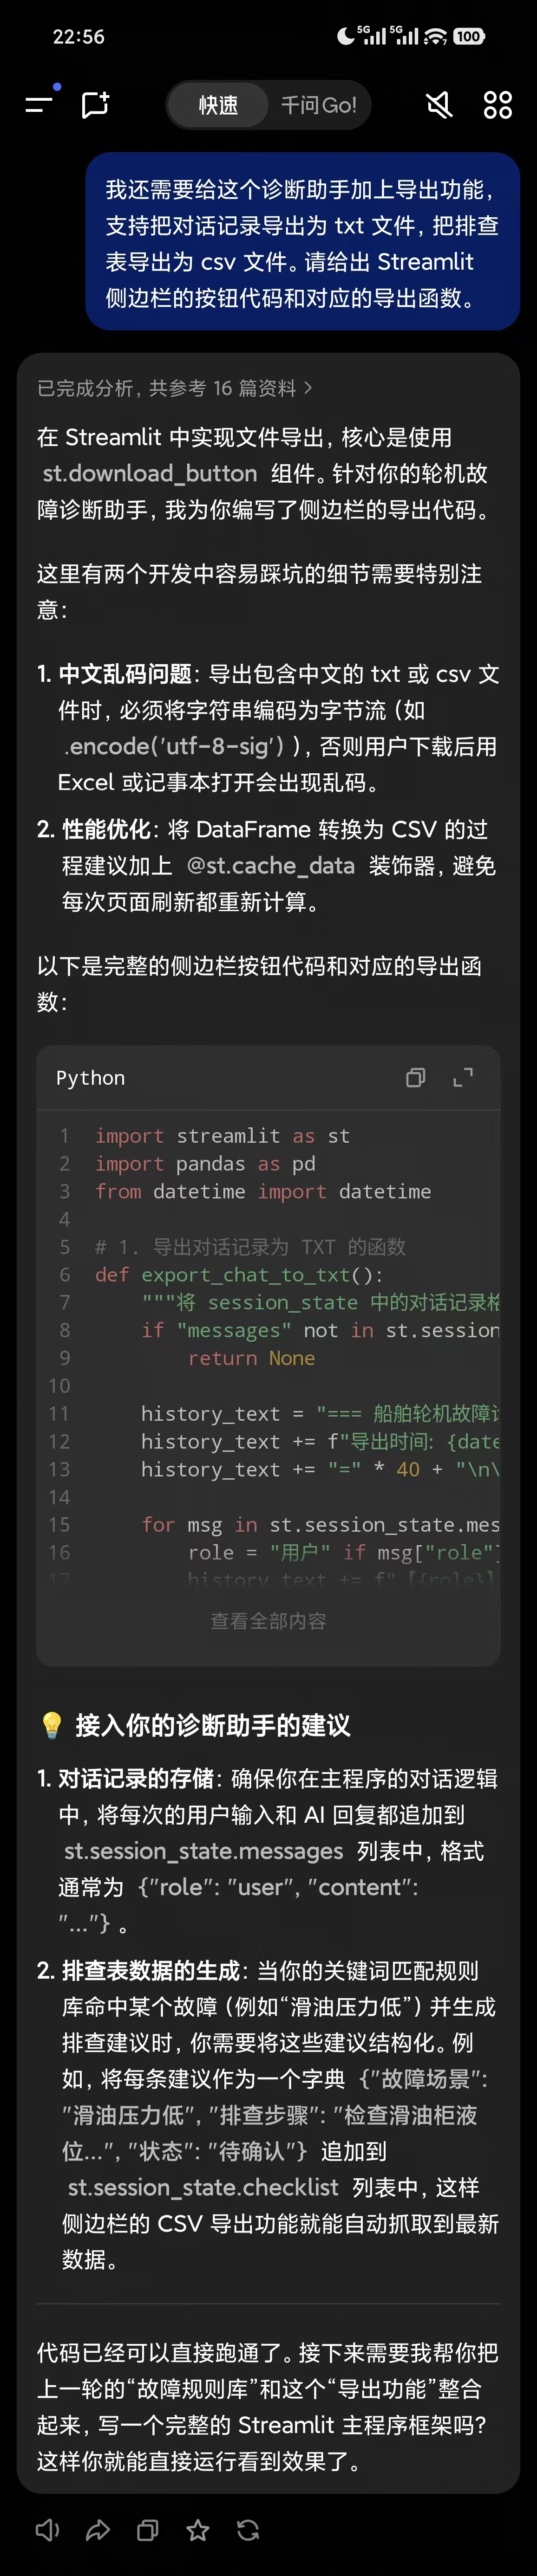 22:56
5G 5G 100
快速 千问Go!
我还需要给这个诊断助手加上导出功能，
支持把对话记录导出为 txt 文件，把排查
表导出为 csv 文件。请给出 Streamlit
侧边栏的按钮代码和对应的导出函数。
已完成分析，共参考 16 篇资料
在 Streamlit 中实现文件导出，核心是使用
st.download_button 组件。针对你的轮机故
障诊断助手，我为你编写了侧边栏的导出代码。
这里有两个开发中容易踩坑的细节需要特别注
意：
1. 中文乱码问题：导出包含中文的 txt 或 csv 文
件时，必须将字符串编码为字节流（如
.encode('utf-8-sig')），否则用户下载后用
Excel 或记事本打开会出现乱码。
2. 性能优化：将 DataFrame 转换为 CSV 的过
程建议加上 @st.cache_data 装饰器，避免
每次页面刷新都重新计算。
以下是完整的侧边栏按钮代码和对应的导出函
数：
Python
1 import streamlit as st
2 import pandas as pd
3 from datetime import datetime
4
5 # 1. 导出对话记录为 TXT 的函数
6 def export_chat_to_txt():
7 """将 session_state 中的对话记录格
8 if "messages" not in st.session
9 return None
10
11 history_text = "=== 船舶轮机故障诊
12 history_text += f"导出时间: {date
13 history_text += "=" * 40 + "\n\
14
15 for msg in st.session_state.mes
16 role = "用户" if msg["role"]
17 history_text += f"【{role}】
查看全部内容
💡 接入你的诊断助手的建议
1. 对话记录的存储：确保你在主程序的对话逻辑
中，将每次的用户输入和 AI 回复都追加到
st.session_state.messages 列表中，格式
通常为 {"role": "user", "content":
"..."} 。
2. 排查表数据的生成：当你的关键词匹配规则
库命中某个故障（例如“滑油压力低”）并生成
排查建议时，你需要将这些建议结构化。例
如，将每条建议作为一个字典 {"故障场景":
"滑油压力低", "排查步骤": "检查滑油柜液
位...", "状态": "待确认"} 追加到
st.session_state.checklist 列表中，这样
侧边栏的 CSV 导出功能就能自动抓取到最新
数据。
代码已经可以直接跑通了。接下来需要我帮你把
上一轮的“故障规则库”和这个“导出功能”整合
起来，写一个完整的 Streamlit 主程序框架吗？
这样你就能直接运行看到效果了。